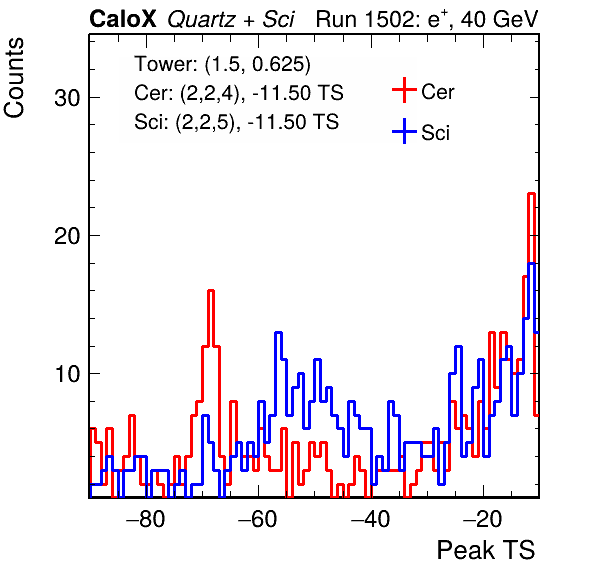 CaloX Quartz + Sci Run 1502: e⁺, 40 GeV
Tower: (1.5, 0.625)
Cer: (2,2,4), -11.50 TS
Sci: (2,2,5), -11.50 TS
Cer
Sci
Counts
30
20
10
−80 −60 −40 −20
Peak TS